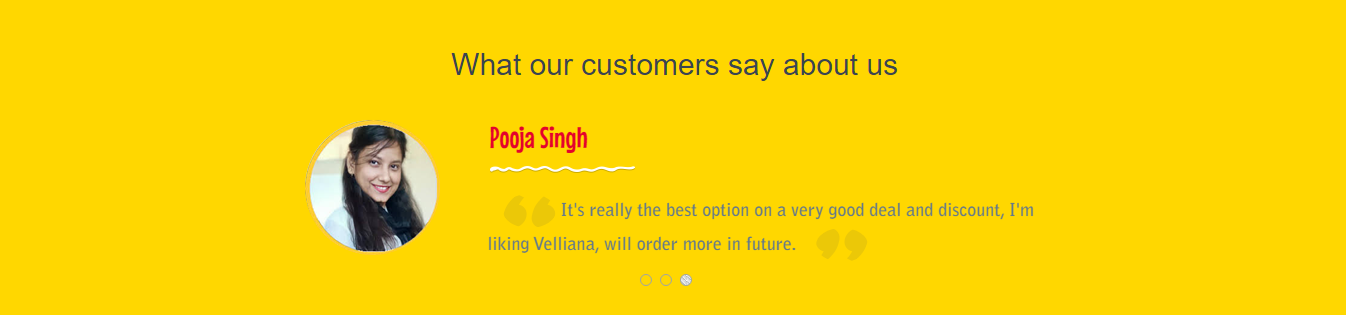 What our customers say about us
Pooja Singh
It's really the best option on a very good deal and discount, I'm
liking Velliana, will order more in future.